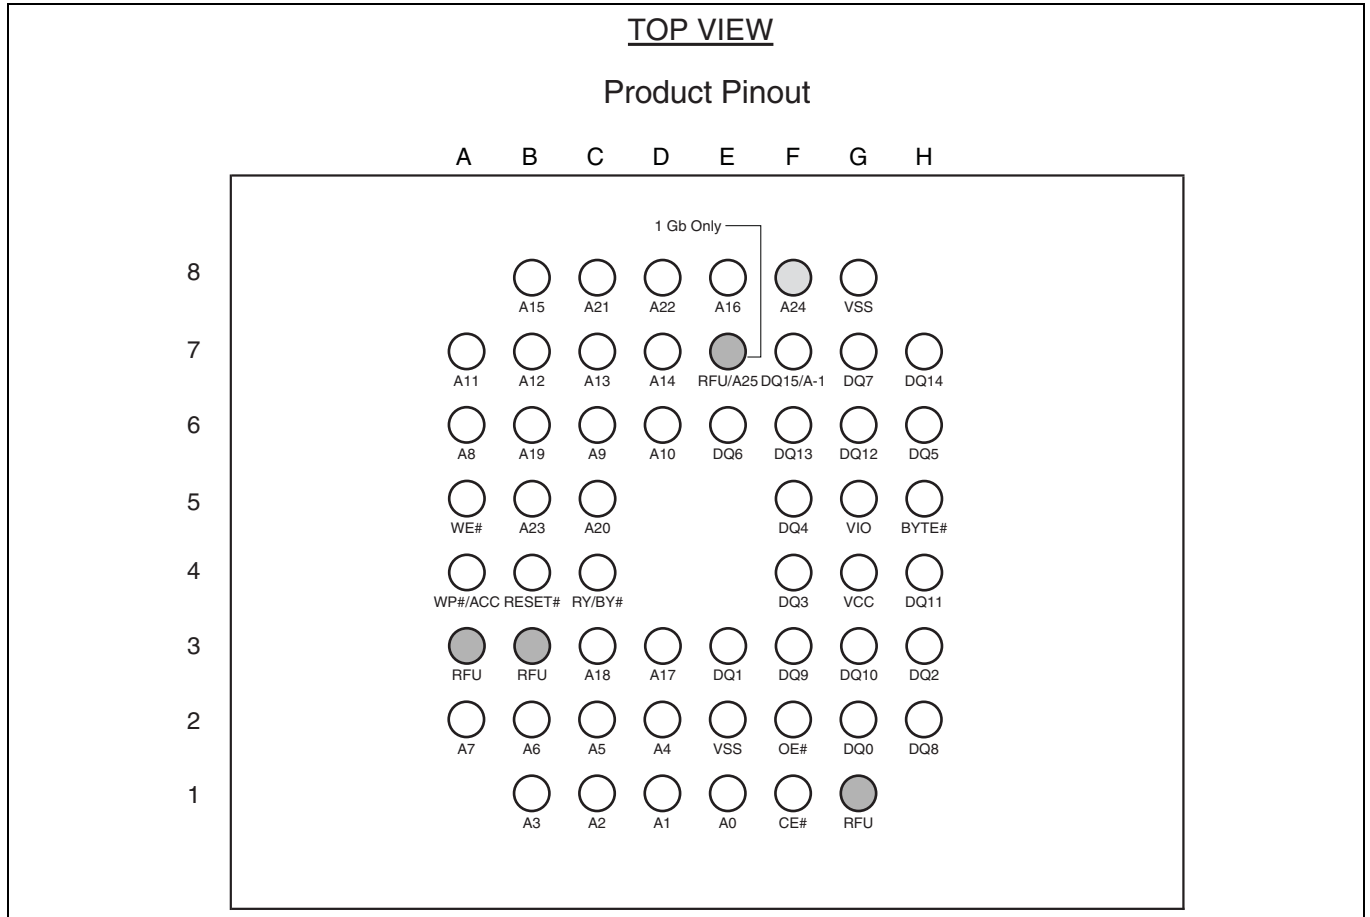 TOP VIEW
Product Pinout
A B C D E F G H
1 Gb Only
8
A15 A21 A22 A16 A24 VSS
7
A11 A12 A13 A14 RFU/A25 DQ15/A-1 DQ7 DQ14
6
A8 A19 A9 A10 DQ6 DQ13 DQ12 DQ5
5
WE# A23 A20 DQ4 VIO BYTE#
4
WP#/ACC RESET# RY/BY# DQ3 VCC DQ11
3
RFU RFU A18 A17 DQ1 DQ9 DQ10 DQ2
2
A7 A6 A5 A4 VSS OE# DQ0 DQ8
1
A3 A2 A1 A0 CE# RFU